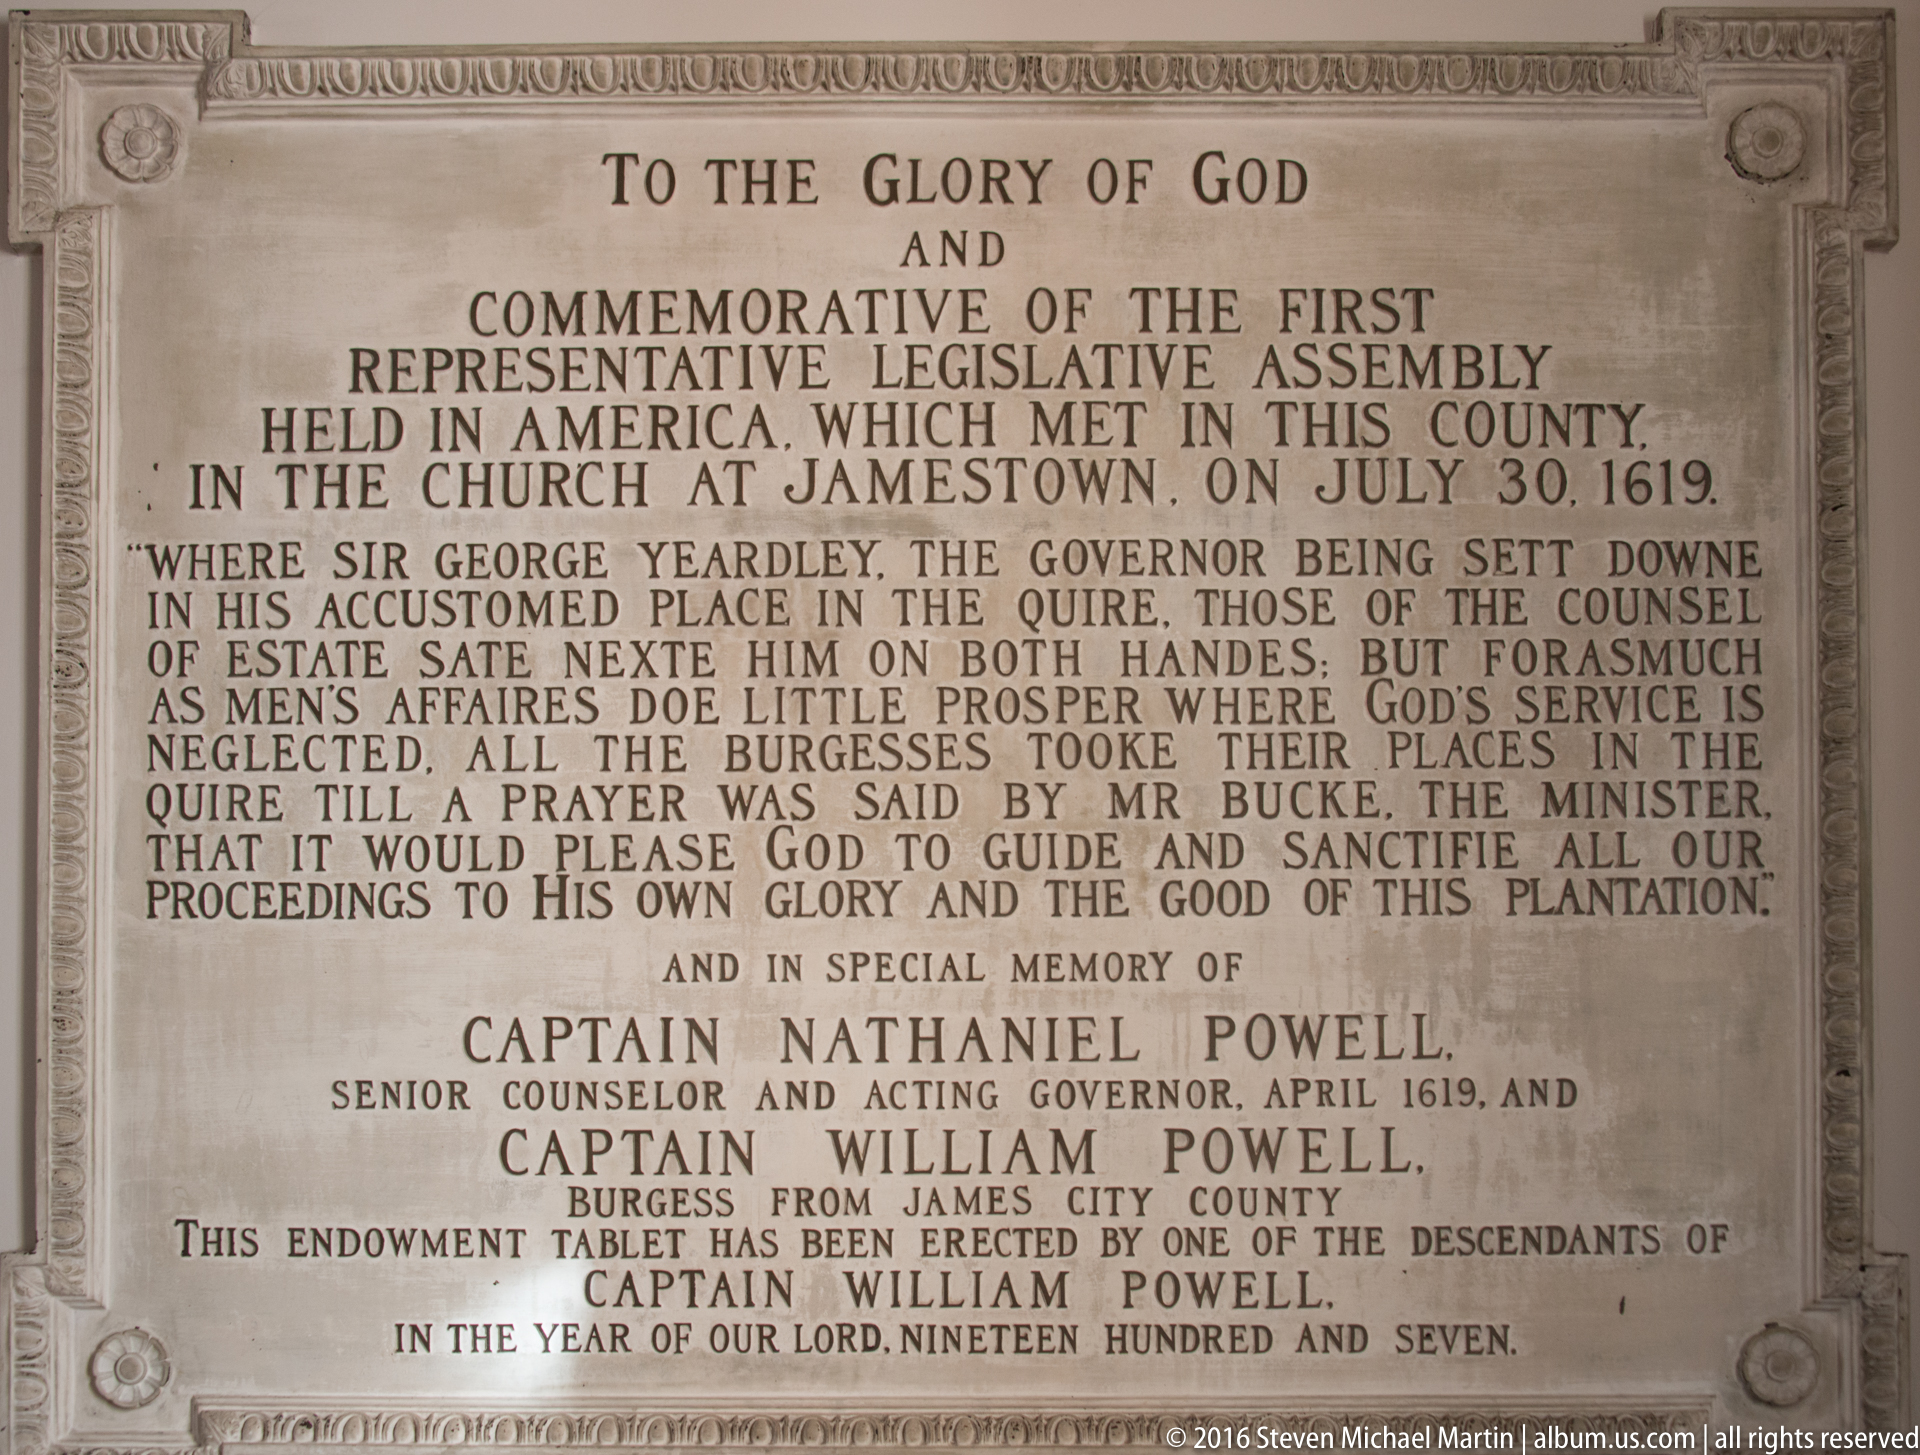 TO THE GLORY OF GOD
AND
COMMEMORATIVE OF THE FIRST
REPRESENTATIVE LEGISLATIVE ASSEMBLY
HELD IN AMERICA, WHICH MET IN THIS COUNTY,
IN THE CHURCH AT JAMESTOWN, ON JULY 30, 1619.
"WHERE SIR GEORGE YEARDLEY, THE GOVERNOR BEING SETT DOWNE
IN HIS ACCUSTOMED PLACE IN THE QUIRE, THOSE OF THE COUNSEL
OF ESTATE SATE NEXTE HIM ON BOTH HANDES; BUT FORASMUCH
AS MEN'S AFFAIRES DOE LITTLE PROSPER WHERE GOD'S SERVICE IS
NEGLECTED, ALL THE BURGESSES TOOKE THEIR PLACES IN THE
QUIRE TILL A PRAYER WAS SAID BY MR BUCKE, THE MINISTER,
THAT IT WOULD PLEASE GOD TO GUIDE AND SANCTIFIE ALL OUR
PROCEEDINGS TO HIS OWN GLORY AND THE GOOD OF THIS PLANTATION."
AND IN SPECIAL MEMORY OF
CAPTAIN NATHANIEL POWELL,
SENIOR COUNSELOR AND ACTING GOVERNOR, APRIL 1619, AND
CAPTAIN WILLIAM POWELL,
BURGESS FROM JAMES CITY COUNTY
THIS ENDOWMENT TABLET HAS BEEN ERECTED BY ONE OF THE DESCENDANTS OF
CAPTAIN WILLIAM POWELL,
IN THE YEAR OF OUR LORD, NINETEEN HUNDRED AND SEVEN.
© 2016 Steven Michael Martin | album.us.com | all rights reserved